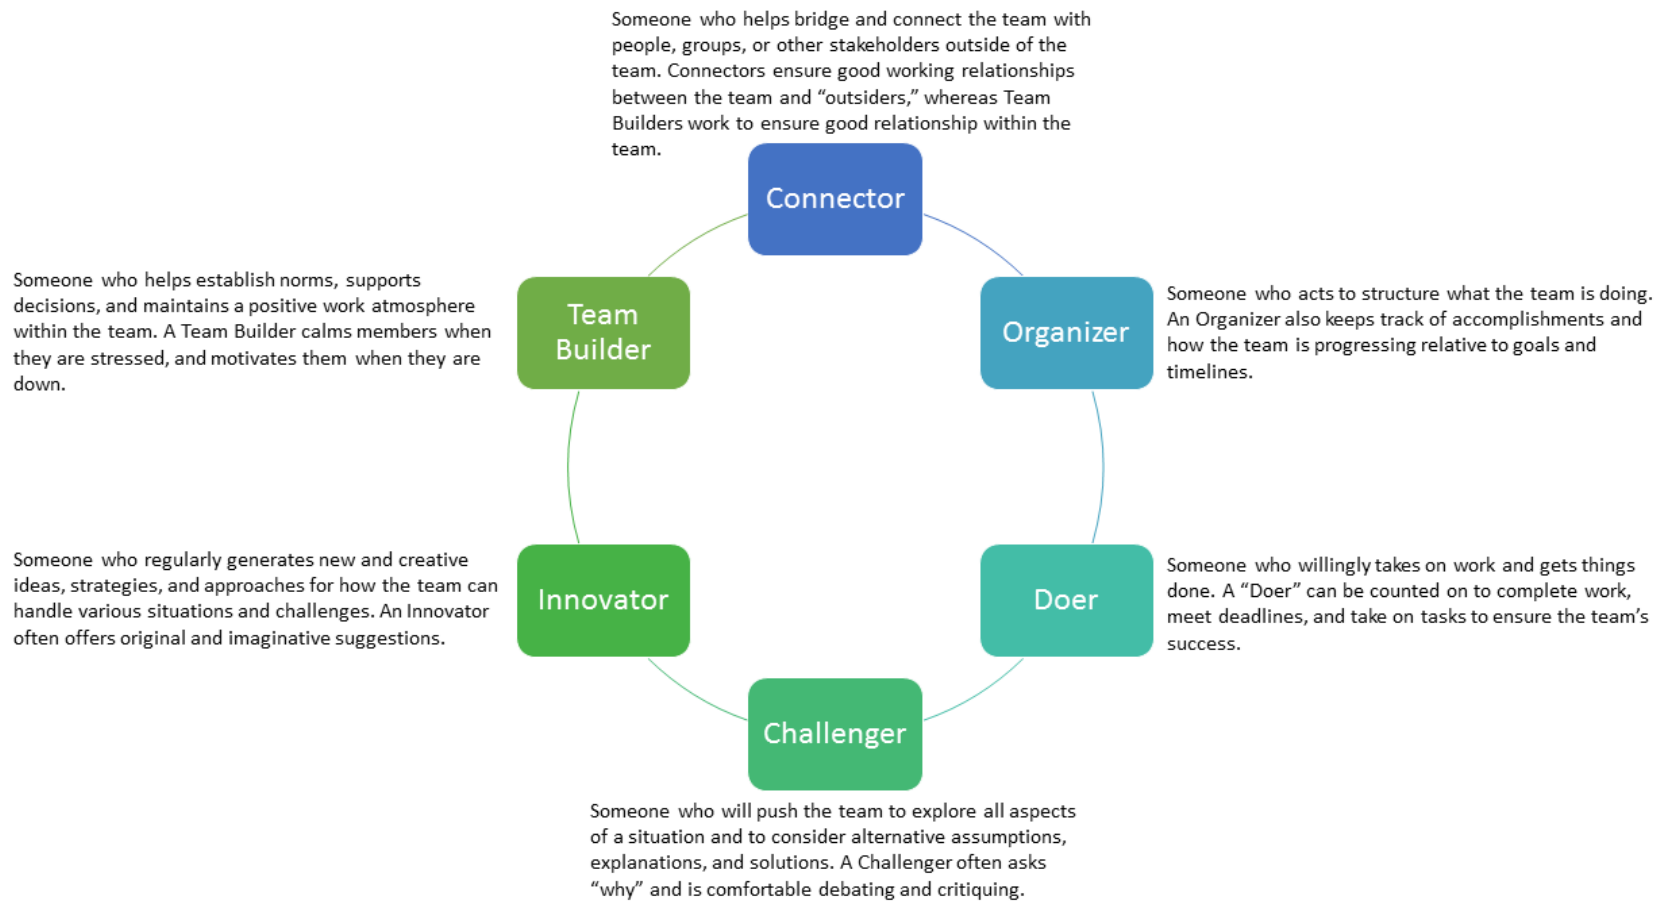 Someone who helps bridge and connect the team with
people, groups, or other stakeholders outside of the
team. Connectors ensure good working relationships
between the team and “outsiders,” whereas Team
Builders work to ensure good relationship within the
team.
Connector
Someone who acts to structure what the team is doing.
An Organizer also keeps track of accomplishments and
how the team is progressing relative to goals and
timelines.
Organizer
Someone who willingly takes on work and gets things
done. A “Doer” can be counted on to complete work,
meet deadlines, and take on tasks to ensure the team’s
success.
Doer
Challenger
Someone who will push the team to explore all aspects
of a situation and to consider alternative assumptions,
explanations, and solutions. A Challenger often asks
“why” and is comfortable debating and critiquing.
Someone who regularly generates new and creative
ideas, strategies, and approaches for how the team can
handle various situations and challenges. An Innovator
often offers original and imaginative suggestions.
Innovator
Someone who helps establish norms, supports
decisions, and maintains a positive work atmosphere
within the team. A Team Builder calms members when
they are stressed, and motivates them when they are
down.
Team
Builder